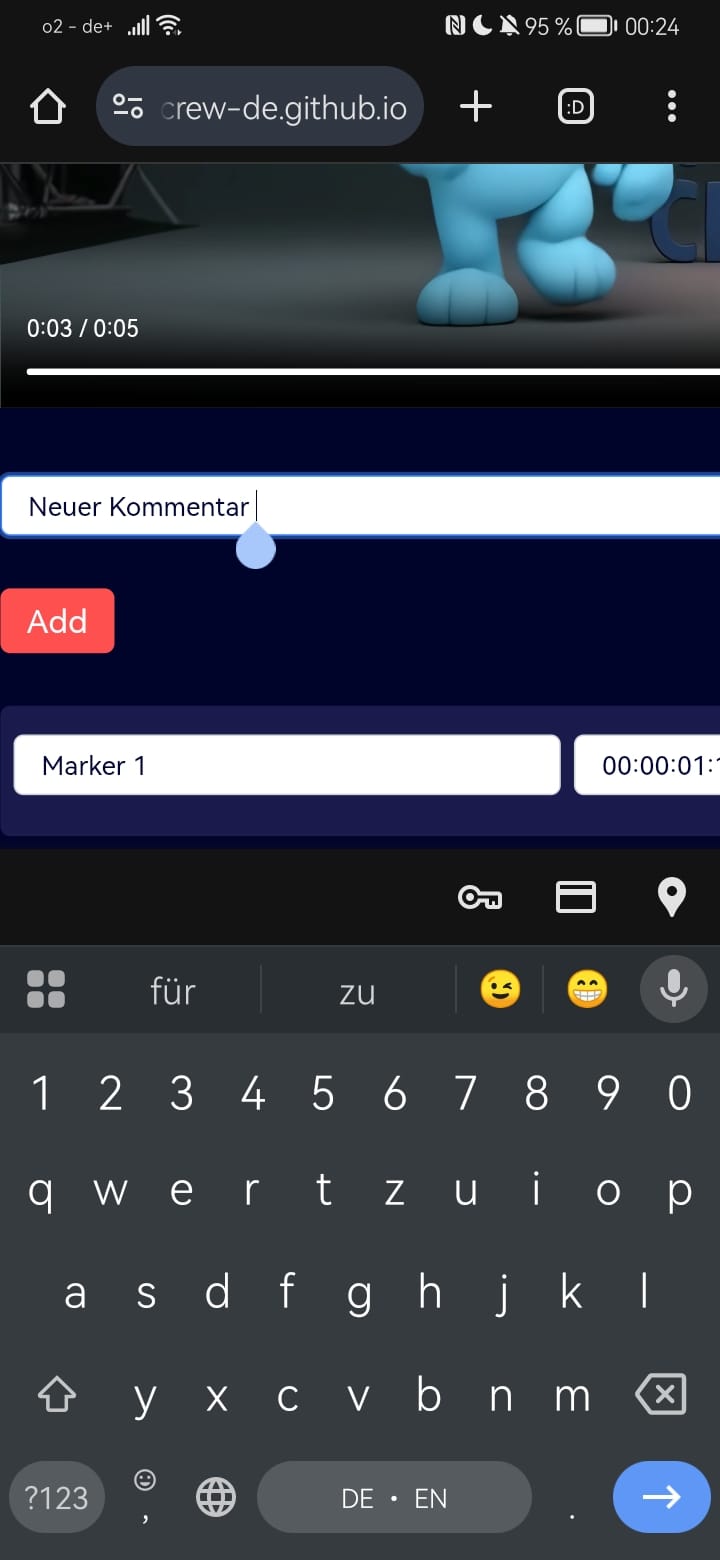 o2 – de+ 95 % 00:24
crew-de.github.io :D
0:03 / 0:05
Neuer Kommentar
Add
Marker 1 00:00:01:
für zu
1 2 3 4 5 6 7 8 9 0
q w e r t z u i o p
a s d f g h j k l
y x c v b n m
?123 , DE • EN .